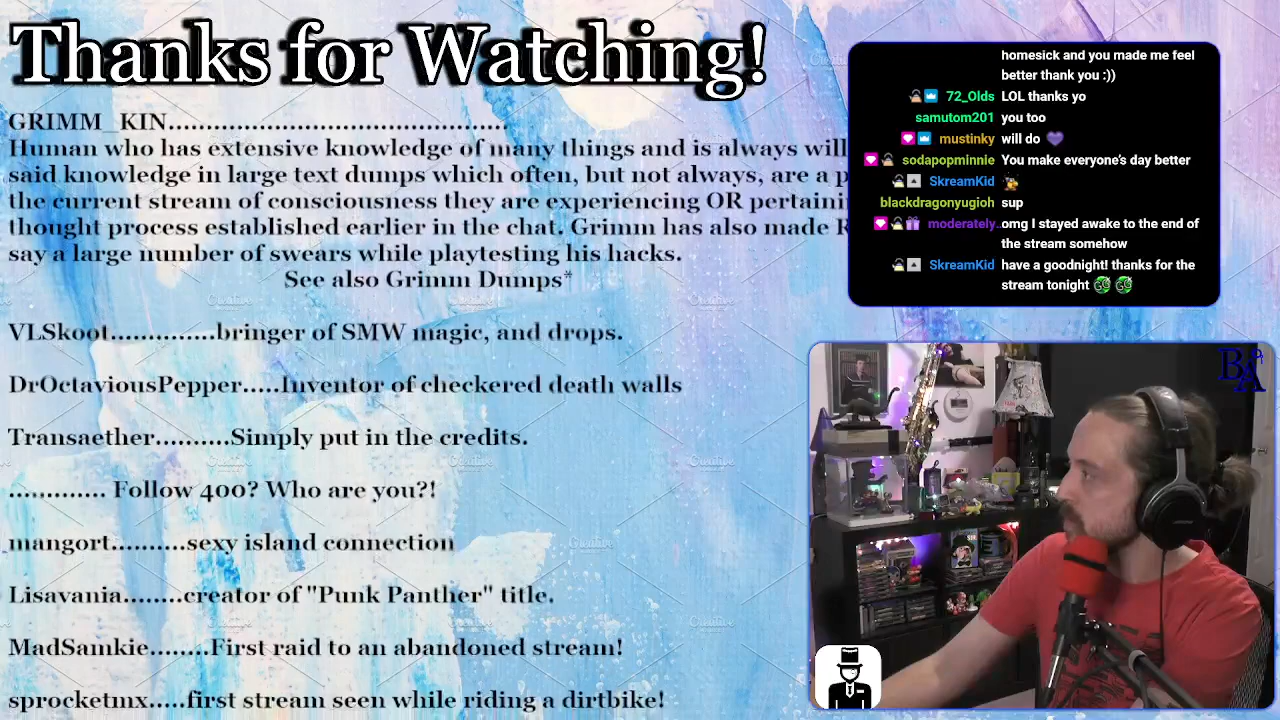 Thanks for Watching!
GRIMM_KIN.............................................
Human who has extensive knowledge of many things and is always will
said knowledge in large text dumps which often, but not always, are a p
the current stream of consciousness they are experiencing OR pertainin
thought process established earlier in the chat. Grimm has also made R
say a large number of swears while playtesting his hacks.
See also Grimm Dumps*
VLSkoot..............bringer of SMW magic, and drops.
DrOctaviousPepper.....Inventor of checkered death walls
Transaether..........Simply put in the credits.
............. Follow 400? Who are you?!
mangort..........sexy island connection
Lisavania........creator of "Punk Panther" title.
MadSamkie........First raid to an abandoned stream!
sprocketmx.....first stream seen while riding a dirtbike!
homesick and you made me feel
better thank you :))
72_Olds LOL thanks yo
samutom201 you too
mustinky will do
sodapopminnie You make everyone's day better
SkreamKid
blackdragonyugioh sup
moderately.. omg I stayed awake to the end of
the stream somehow
SkreamKid have a goodnight! thanks for the
stream tonight